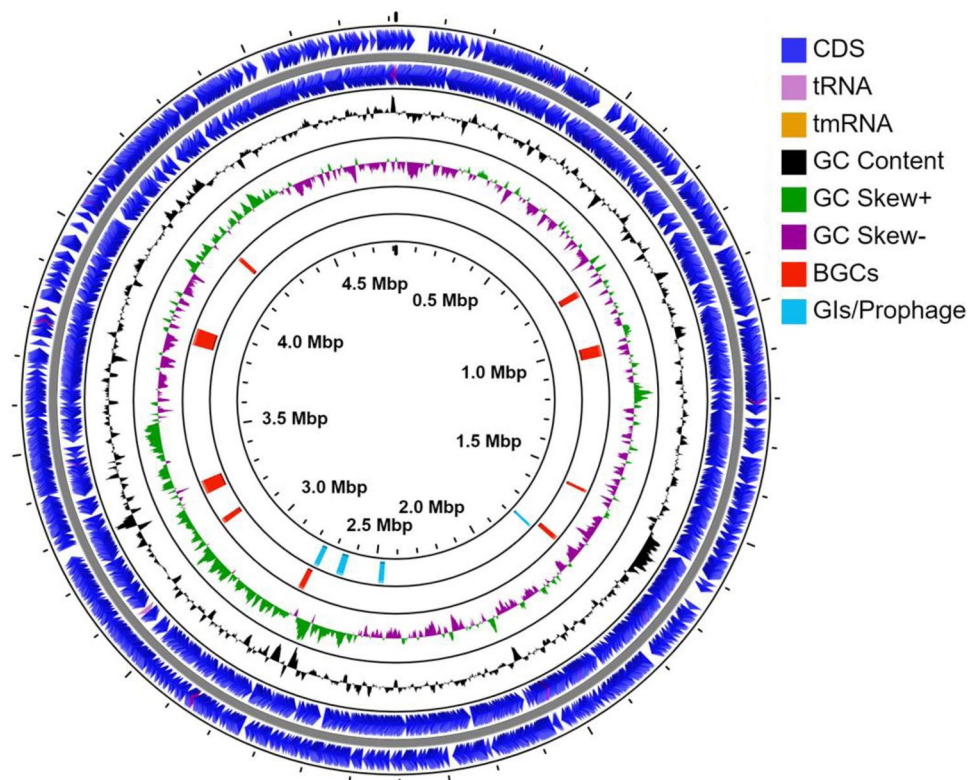 CDS
tRNA
tmRNA
GC Content
GC Skew+
GC Skew-
BGCs
GIs/Prophage
4.5 Mbp
0.5 Mbp
4.0 Mbp
1.0 Mbp
3.5 Mbp
1.5 Mbp
3.0 Mbp
2.0 Mbp
2.5 Mbp